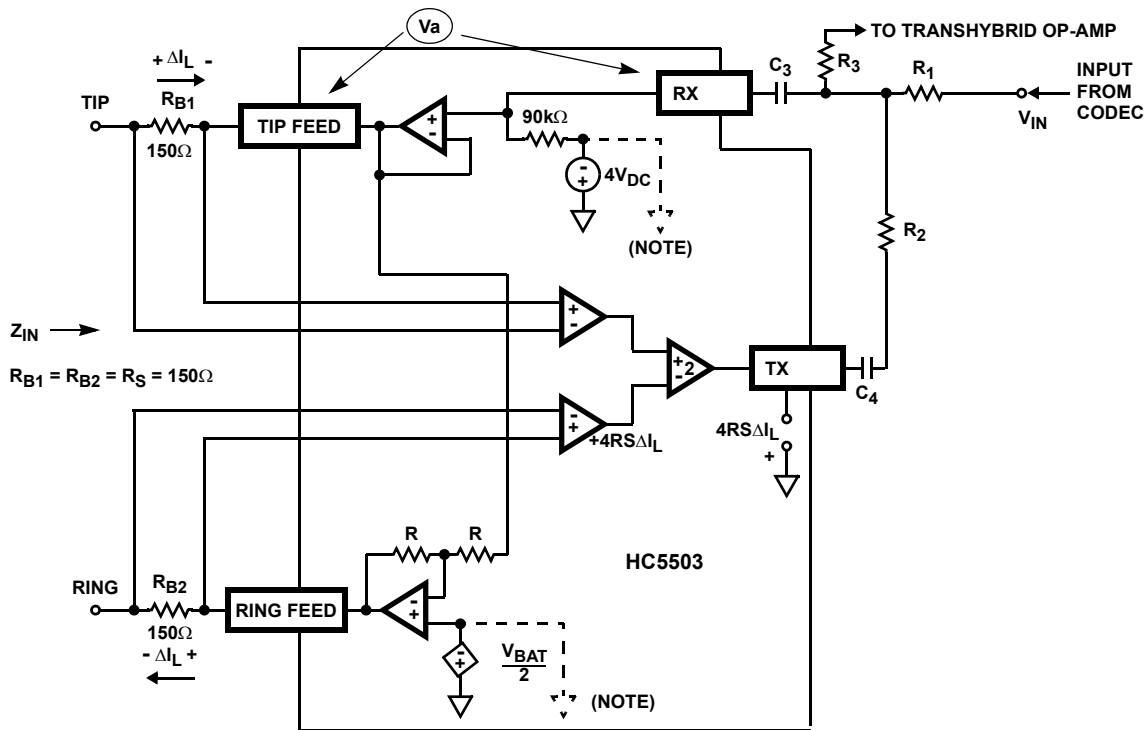 Va
TO TRANSHYBRID OP-AMP
+ ΔIL -
R3
C3
R1
INPUT
FROM
CODEC
TIP
RB1
RX
VIN
TIP FEED
+
-
90kΩ
150Ω
-
+
4VDC
R2
(NOTE)
+
-
ZIN
+
-
2
TX
RB1 = RB2 = RS = 150Ω
C4
-
+
+4RSΔIL
4RSΔIL
+
R
R
HC5503
RING
RB2
RING FEED
-
+
150Ω
-
+
VBAT
2
- ΔIL +
(NOTE)